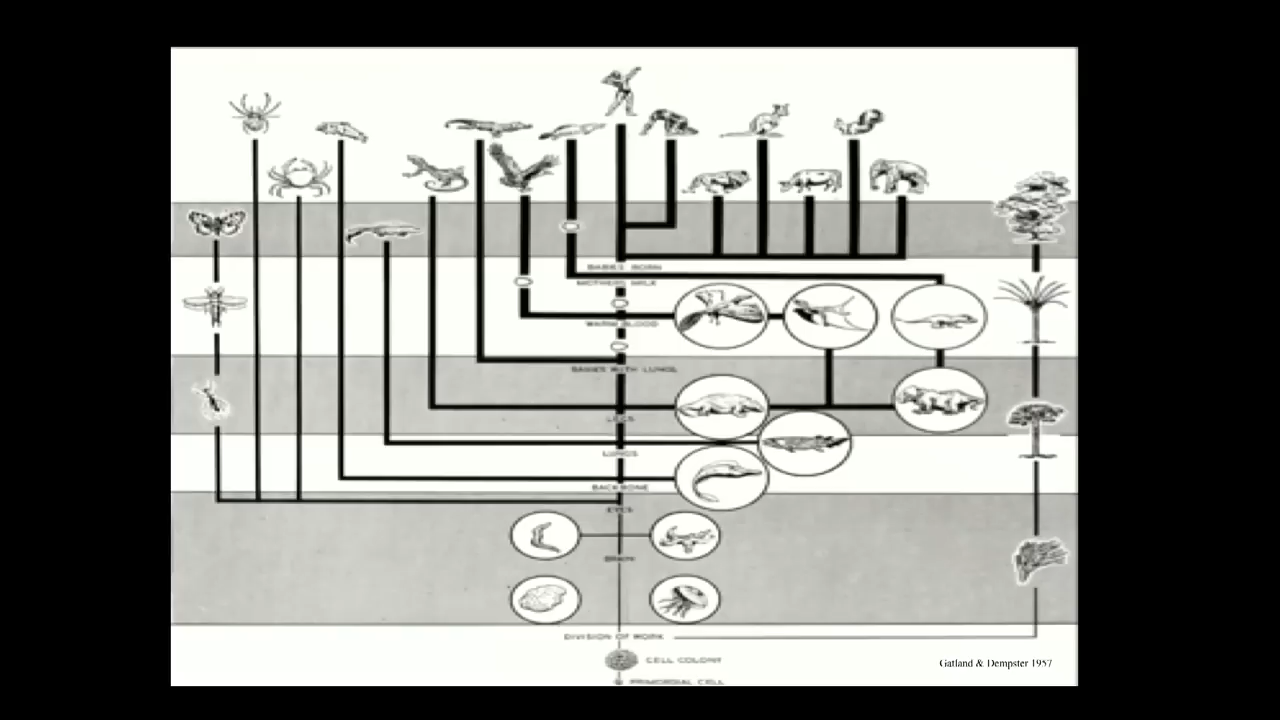 BABIES BORN
MOTHERS MILK
WARM BLOOD
BABIES WITH LUNGS
LEGS
LUNGS
BACKBONE
EYES
BRAIN
DIVISION OF WORK
CELL COLONY
PRIMORDIAL CELL
Gatland & Dempster 1957